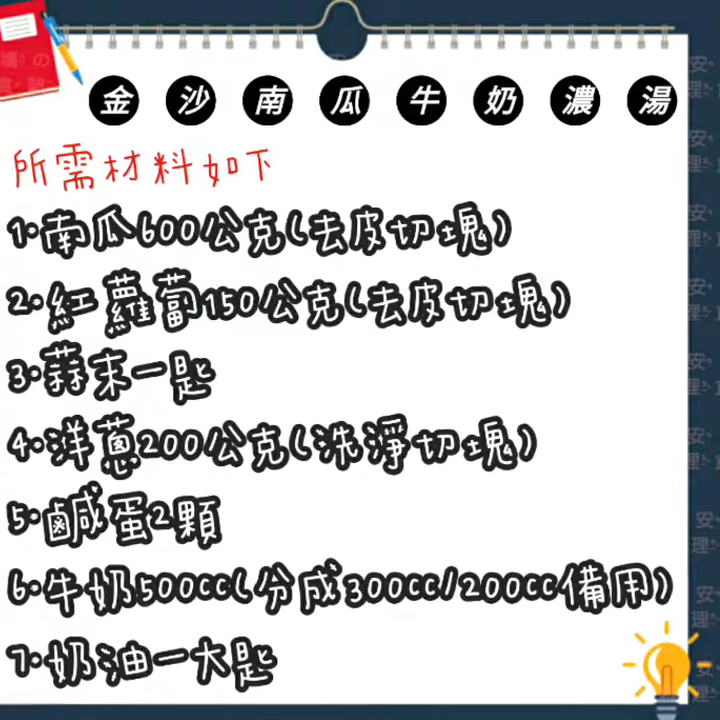 金沙南瓜牛奶濃湯
所需材料如下
1.南瓜600公克(去皮切塊)
2.紅蘿蔔150公克(去皮切塊)
3.蒜末一匙
4.洋蔥200公克(洗淨切塊)
5.鹹蛋2顆
6.牛奶500cc(分成300cc/200cc備用)
7.奶油一大匙